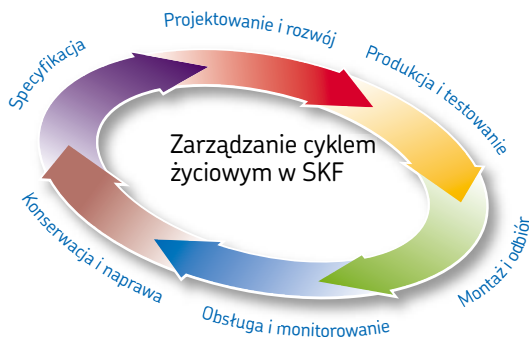 Projektowanie i rozwój
Specyfikacja
Produkcja i testowanie
Zarządzanie cyklem
życiowym w SKF
Montaż i odbiór
Konserwacja i naprawa
Obsługa i monitorowanie